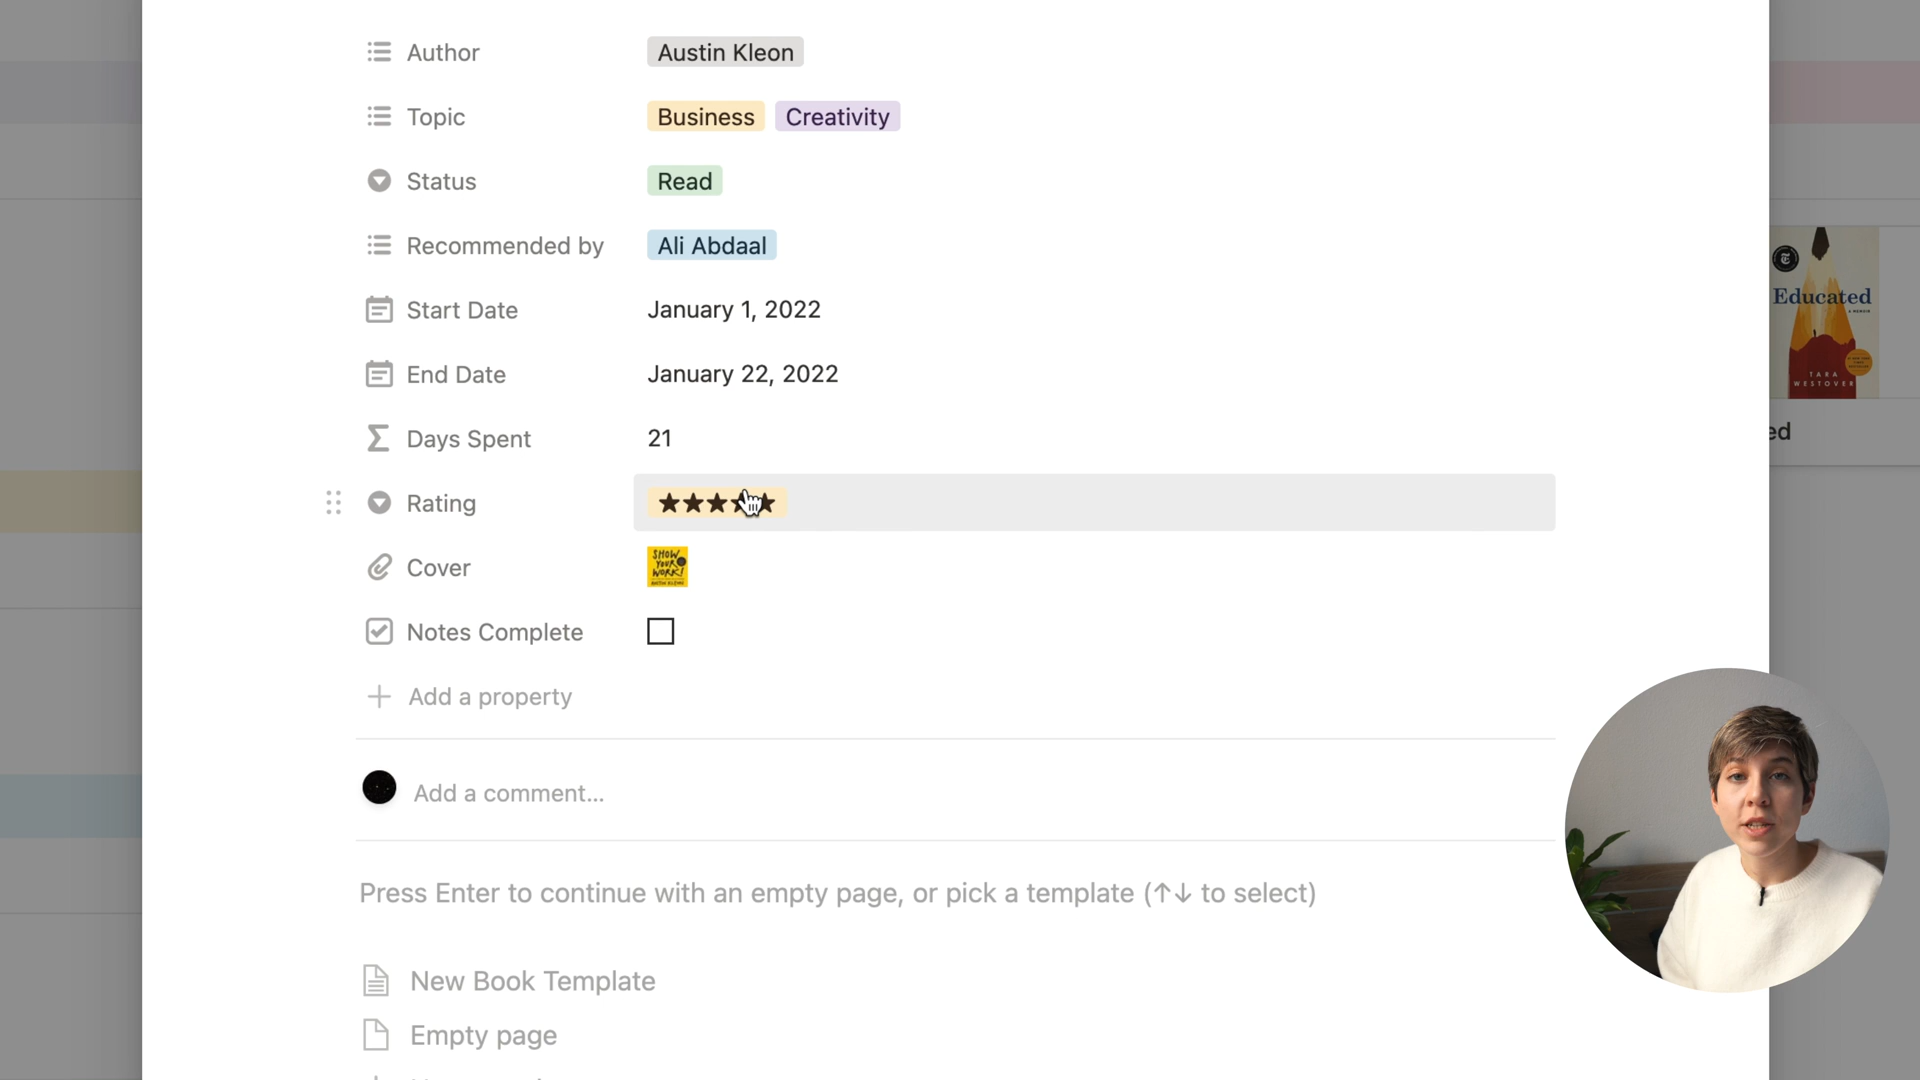 Author Austin Kleon
Topic Business Creativity
Status Read
Recommended by Ali Abdaal
Start Date January 1, 2022
End Date January 22, 2022
Educated
A MEMOIR
TARA
WESTOVER
ed
Days Spent 21
Rating ★★★★★
Cover SHOW
YOUR
WORK!
AUSTIN KLEON
Notes Complete
Add a property
Add a comment...
Press Enter to continue with an empty page, or pick a template (↑↓ to select)
New Book Template
Empty page